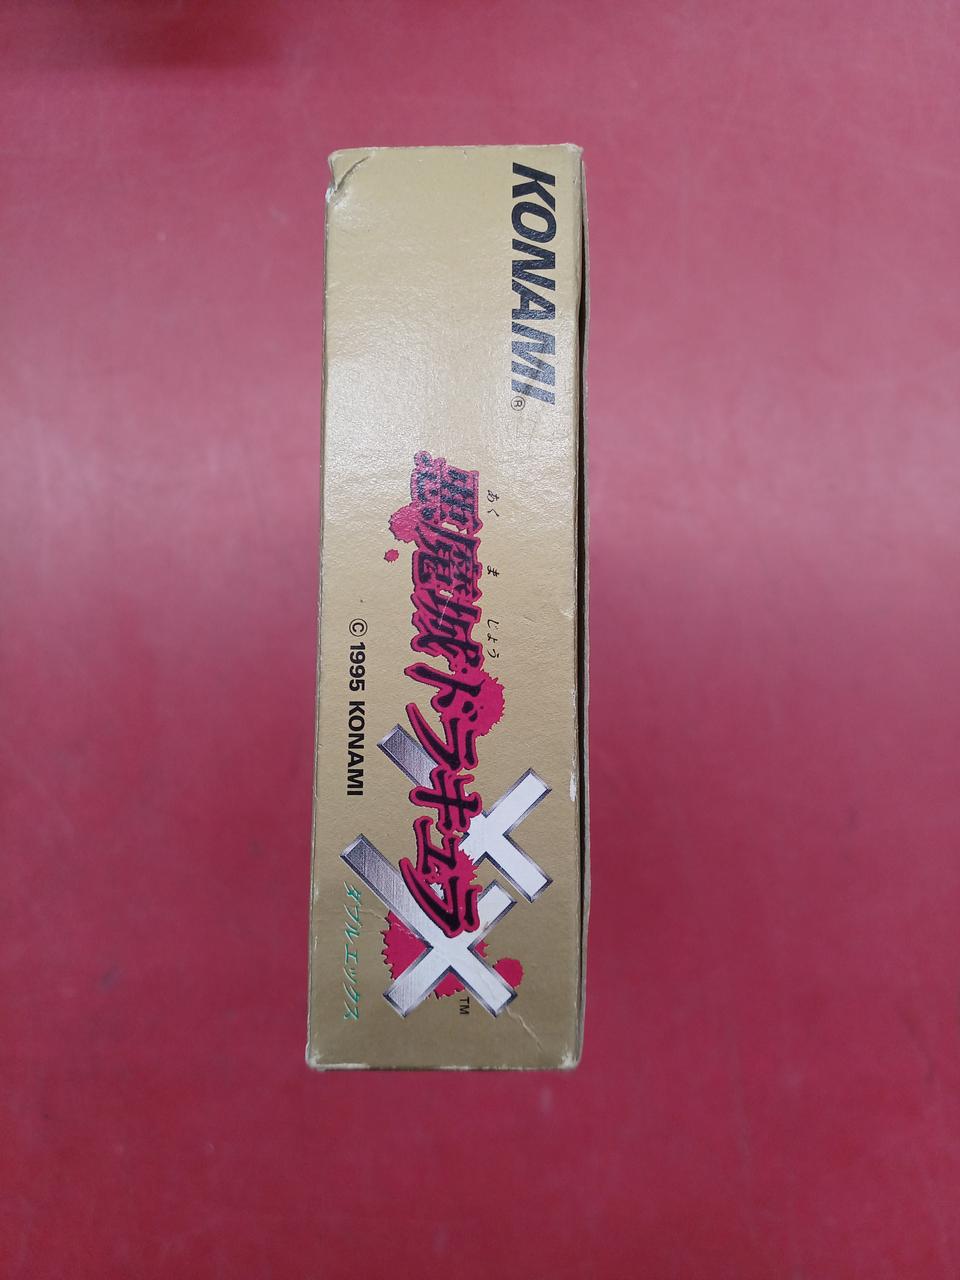 KONAMI®
あくまじょう
悪魔城ドラキュラ
XX™
ダブルエックス
© 1995 KONAMI